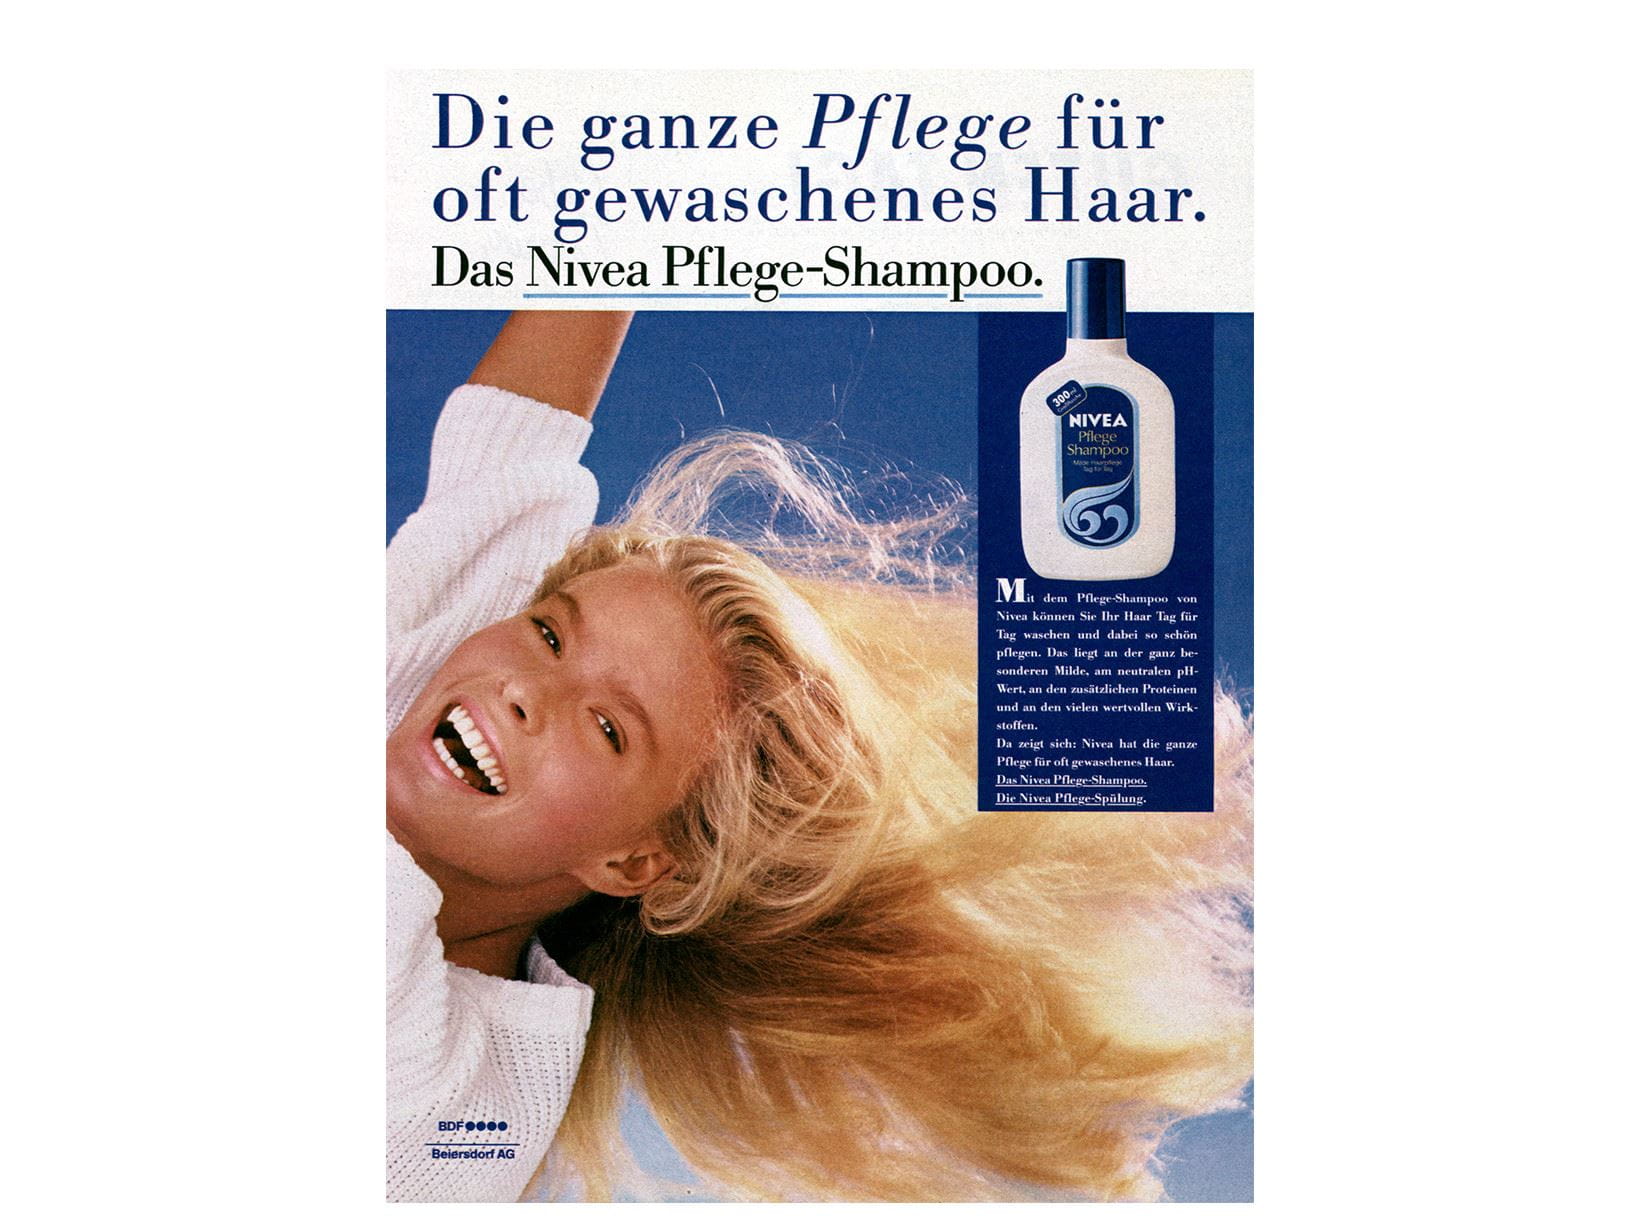 Die ganze Pflege für
oft gewaschenes Haar.
Das Nivea Pflege-Shampoo.
300 ml
NIVEA
Pflege
Shampoo
Milde Haarpflege
Tag für Tag
Mit dem Pflege-Shampoo von
Nivea können Sie Ihr Haar Tag für
Tag waschen und dabei so schön
pflegen. Das liegt an der ganz be-
sonderen Milde, am neutralen pH-
Wert, an den zusätzlichen Proteinen
und an den vielen wertvollen Wirk-
stoffen.
Da zeigt sich: Nivea hat die ganze
Pflege für oft gewaschenes Haar.
Das Nivea Pflege-Shampoo.
Die Nivea Pflege-Spülung.
BDF●●●●
Beiersdorf AG